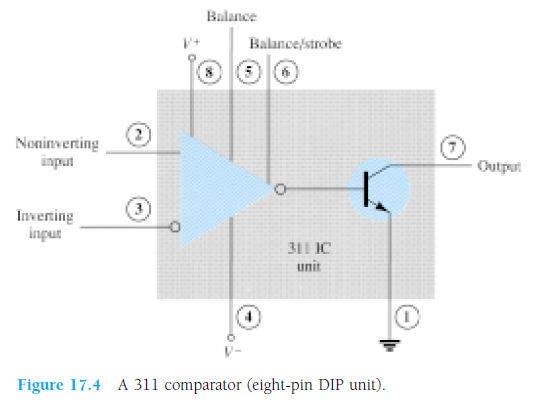 Balance
V+
Balance/strobe
8
5
6
2
Noninverting
input
7
Output
3
Inverting
input
311 IC
unit
4
1
V−
Figure 17.4 A 311 comparator (eight-pin DIP unit).